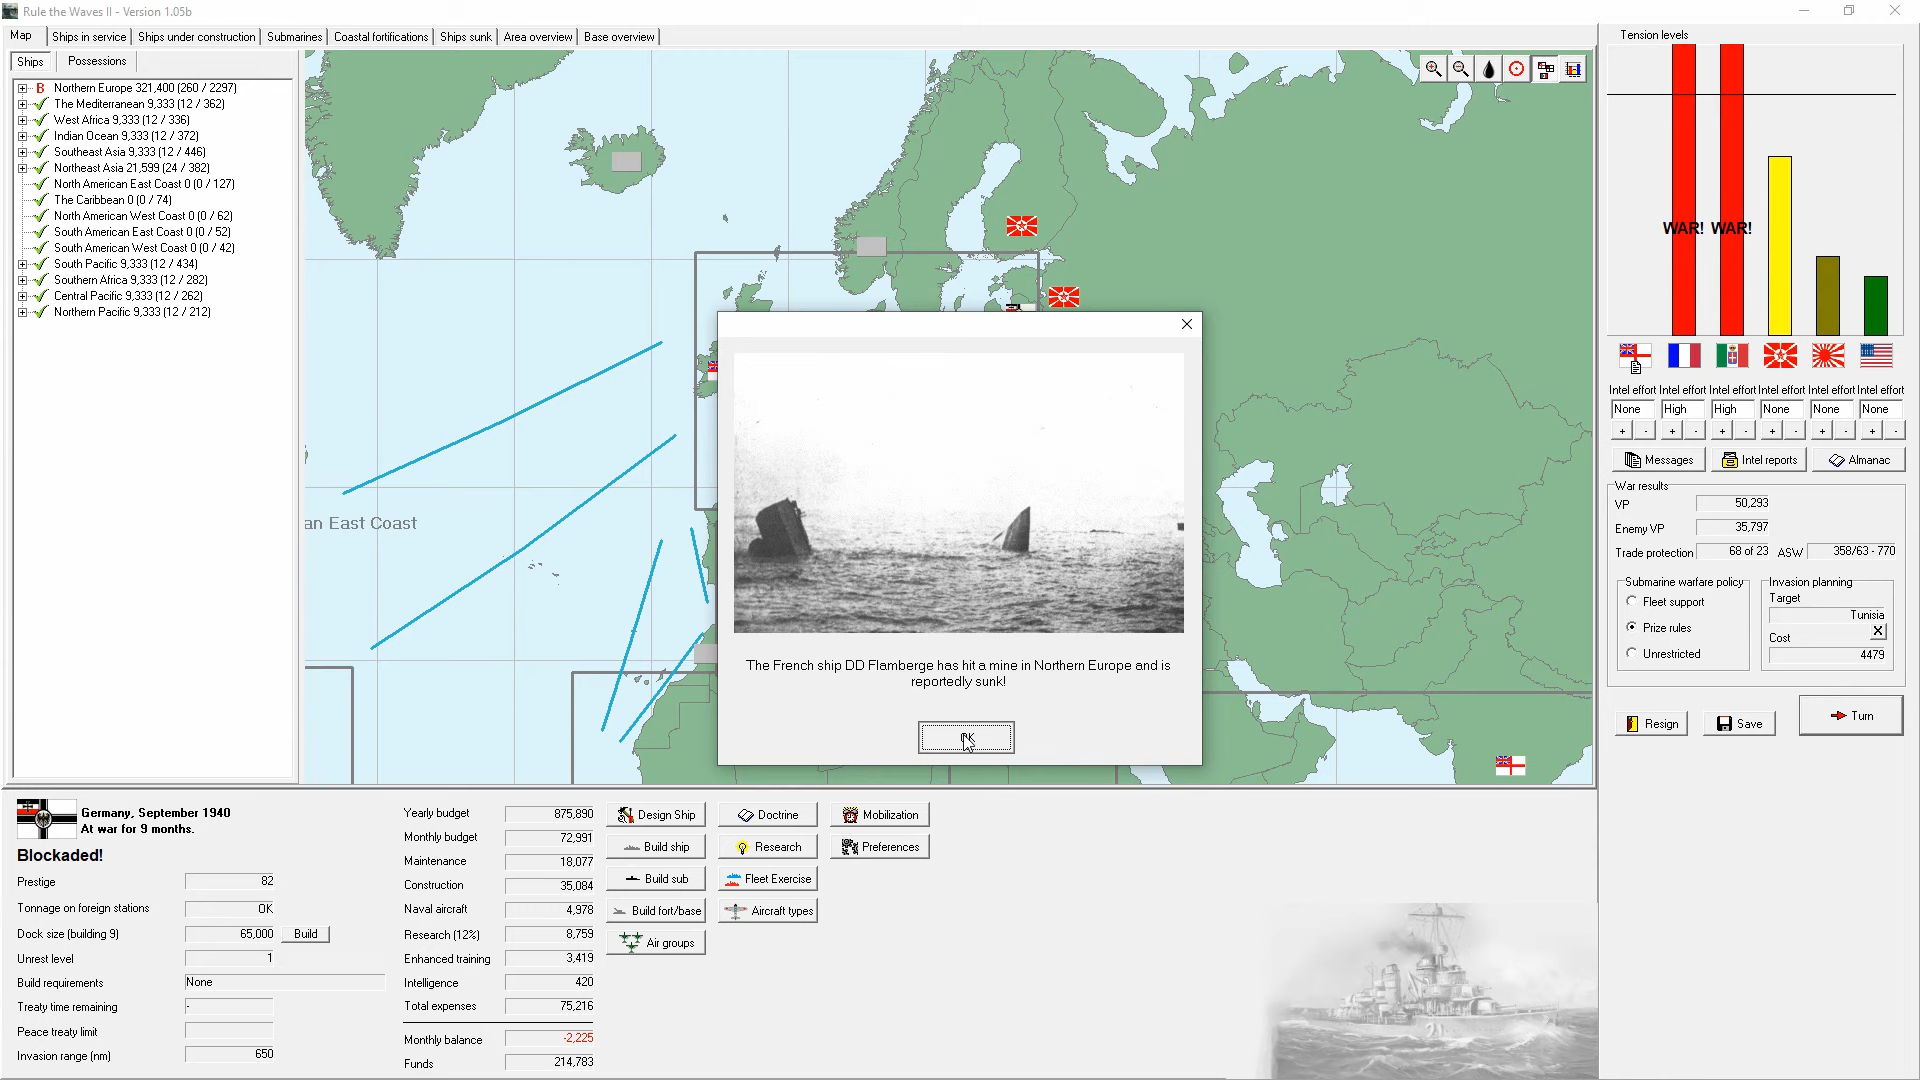 Rule the Waves II - Version 1.05b
Map
Ships in service
Ships under construction
Submarines
Coastal fortifications
Ships sunk
Area overview
Base overview
Ships
Possessions
B Northern Europe 321,400 (260 / 2297)
The Mediterranean 9,333 (12 / 362)
West Africa 9,333 (12 / 336)
Indian Ocean 9,333 (12 / 372)
Southeast Asia 9,333 (12 / 446)
Northeast Asia 21,599 (24 / 382)
North American East Coast 0 (0 / 127)
The Caribbean 0 (0 / 74)
North American West Coast 0 (0 / 62)
South American East Coast 0 (0 / 52)
South American West Coast 0 (0 / 42)
South Pacific 9,333 (12 / 434)
Southern Africa 9,333 (12 / 282)
Central Pacific 9,333 (12 / 262)
Northern Pacific 9,333 (12 / 212)
an East Coast
The French ship DD Flamberge has hit a mine in Northern Europe and is
reportedly sunk!
OK
Tension levels
WAR! WAR!
Intel effort Intel effort Intel effort Intel effort Intel effort Intel effort
None High High None None None
+ - + - + - + - + - + -
Messages
Intel reports
Almanac
War results
VP 50,293
Enemy VP 35,797
Trade protection 68 of 23 ASW 358/63 - 770
Submarine warfare policy
Fleet support
Prize rules
Unrestricted
Invasion planning
Target
Tunisia
Cost
4479
Resign
Save
Turn
Germany, September 1940
At war for 9 months.
Blockaded!
Prestige 82
Tonnage on foreign stations OK
Dock size (building 9) 65,000 Build
Unrest level 1
Build requirements None
Treaty time remaining -
Peace treaty limit
Invasion range (nm) 650
Yearly budget 875,890
Monthly budget 72,991
Maintenance 18,077
Construction 35,084
Naval aircraft 4,978
Research (12%) 8,759
Enhanced training 3,419
Intelligence 420
Total expenses 75,216
Monthly balance -2,225
Funds 214,783
Design Ship
Doctrine
Mobilization
Build ship
Research
Preferences
Build sub
Fleet Exercise
Build fort/base
Aircraft types
Air groups